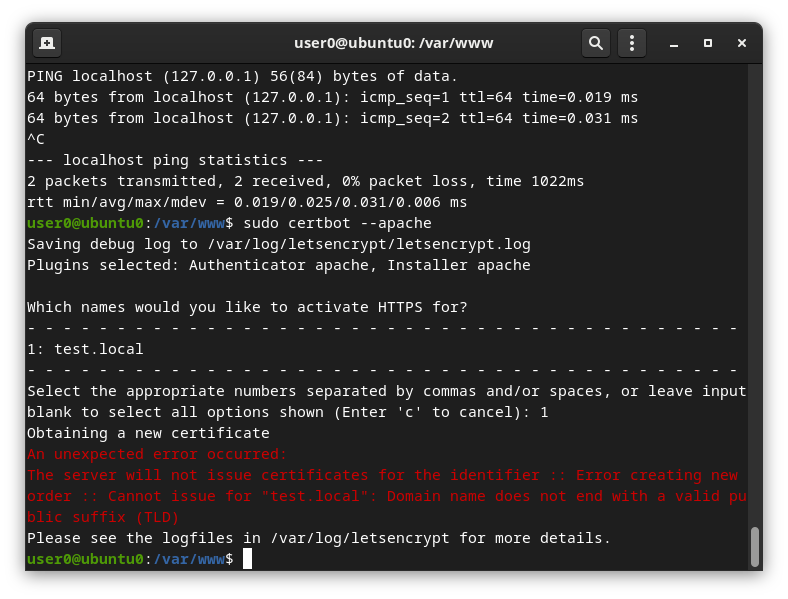 user0@ubuntu0: /var/www
PING localhost (127.0.0.1) 56(84) bytes of data.
64 bytes from localhost (127.0.0.1): icmp_seq=1 ttl=64 time=0.019 ms
64 bytes from localhost (127.0.0.1): icmp_seq=2 ttl=64 time=0.031 ms
^C
--- localhost ping statistics ---
2 packets transmitted, 2 received, 0% packet loss, time 1022ms
rtt min/avg/max/mdev = 0.019/0.025/0.031/0.006 ms
user0@ubuntu0:/var/www$ sudo certbot --apache
Saving debug log to /var/log/letsencrypt/letsencrypt.log
Plugins selected: Authenticator apache, Installer apache
Which names would you like to activate HTTPS for?
- - - - - - - - - - - - - - - - - - - - - - - - - - - - - - - - - - - - - - - -
1: test.local
- - - - - - - - - - - - - - - - - - - - - - - - - - - - - - - - - - - - - - - -
Select the appropriate numbers separated by commas and/or spaces, or leave input
blank to select all options shown (Enter 'c' to cancel): 1
Obtaining a new certificate
An unexpected error occurred:
The server will not issue certificates for the identifier :: Error creating new
order :: Cannot issue for "test.local": Domain name does not end with a valid pu
blic suffix (TLD)
Please see the logfiles in /var/log/letsencrypt for more details.
user0@ubuntu0:/var/www$